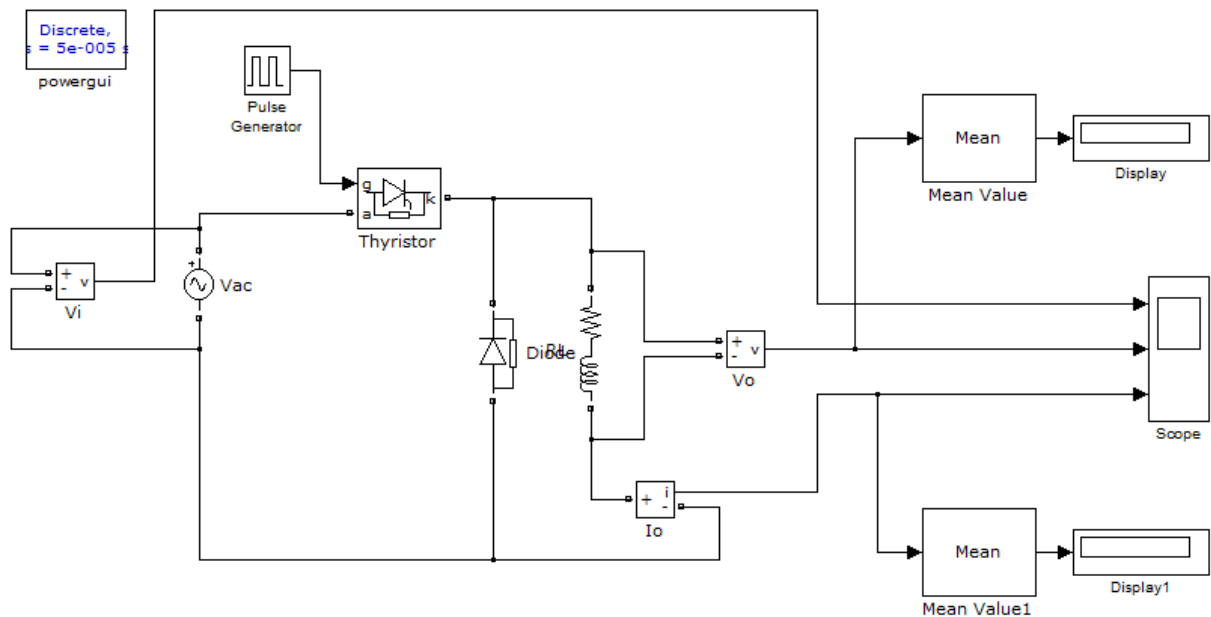 Discrete,
s = 5e-005 s
powergui
Pulse
Generator
g
a
k
Thyristor
+
-
v
Vi
+
Vac
Diode
RL
+
-
v
Vo
+
i
-
Io
Mean
Mean Value
Display
Scope
Mean
Mean Value1
Display1